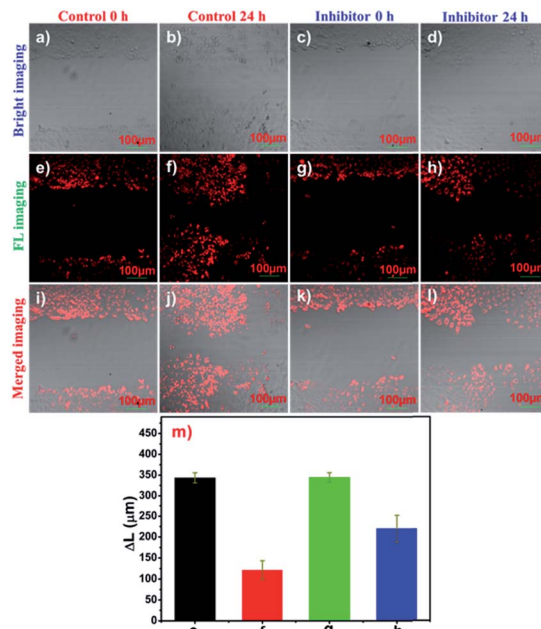 Control 0 h Control 24 h Inhibitor 0 h Inhibitor 24 h
Bright imaging
a) b) c) d)
100μm 100μm 100μm 100μm
FL imaging
e) f) g) h)
100μm 100μm 100μm 100μm
Merged imaging
i) j) k) l)
100μm 100μm 100μm 100μm
m)
ΔL (μm)
450
400
350
300
250
200
150
100
50
0
e f g h